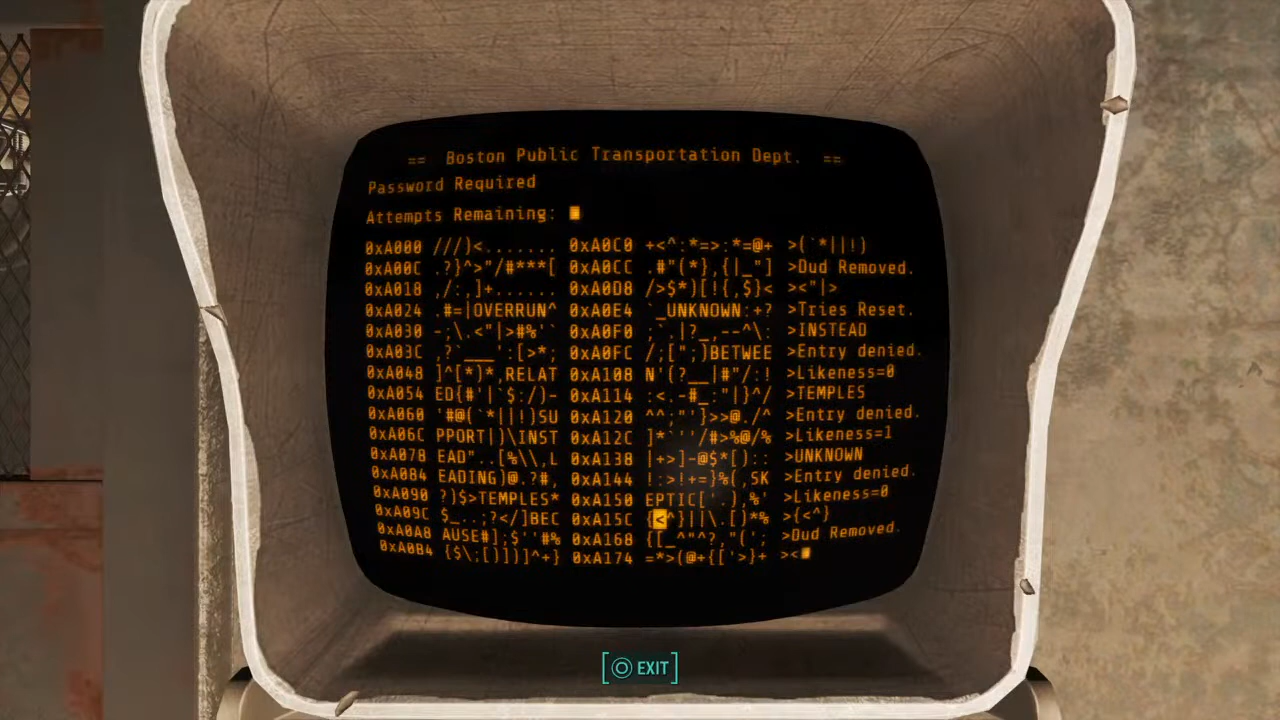 == Boston Public Transportation Dept. ==
Password Required
Attempts Remaining: ■
0xA000 ///)<....... 0xA0C0 +<^:*=>:*=@+ >(`*||!)
0xA00C .?}^>"/#***[ 0xA0CC .#"(*},{|_"] >Dud Removed.
0xA018 ,/:,]+...... 0xA0D8 />$*)[!{,$}< ><"|>
0xA024 .#=|OVERRUN^ 0xA0E4 _UNKNOWN:+? >Tries Reset.
0xA030 -;\.<"|>#%'` 0xA0F0 ;`.|?_,--^\: >INSTEAD
0xA03C ,?`___':[>*; 0xA0FC /;[";)BETWEE >Entry denied.
0xA048 ]^[*)*,RELAT 0xA108 N'(?__|#"/:! >Likeness=0
0xA054 ED{#'|`$:/)- 0xA114 :<.-#_:"|}^/ >TEMPLES
0xA060 '#@(`*||!)SU 0xA120 ^^;"'}>>@./^ >Entry denied.
0xA06C PPORT|)\INST 0xA12C ]*`''/#>%@/% >Likeness=1
0xA078 EAD"..[%\\,L 0xA138 |+>]-@$*[):: >UNKNOWN
0xA084 EADING)@.?#, 0xA144 !:>!+=}%(,SK >Entry denied.
0xA090 ?)$>TEMPLES* 0xA150 EPTIC['.),%' >Likeness=0
0xA09C $_..;?</]BEC 0xA15C {<^}||\.[)*% >{<^}
0xA0A8 AUSE#];$''#% 0xA168 {[_^"^?,"('; >Dud Removed.
0xA0B4 {$\;[)])]^+} 0xA174 =*>(@+{['>}+ ><■
EXIT